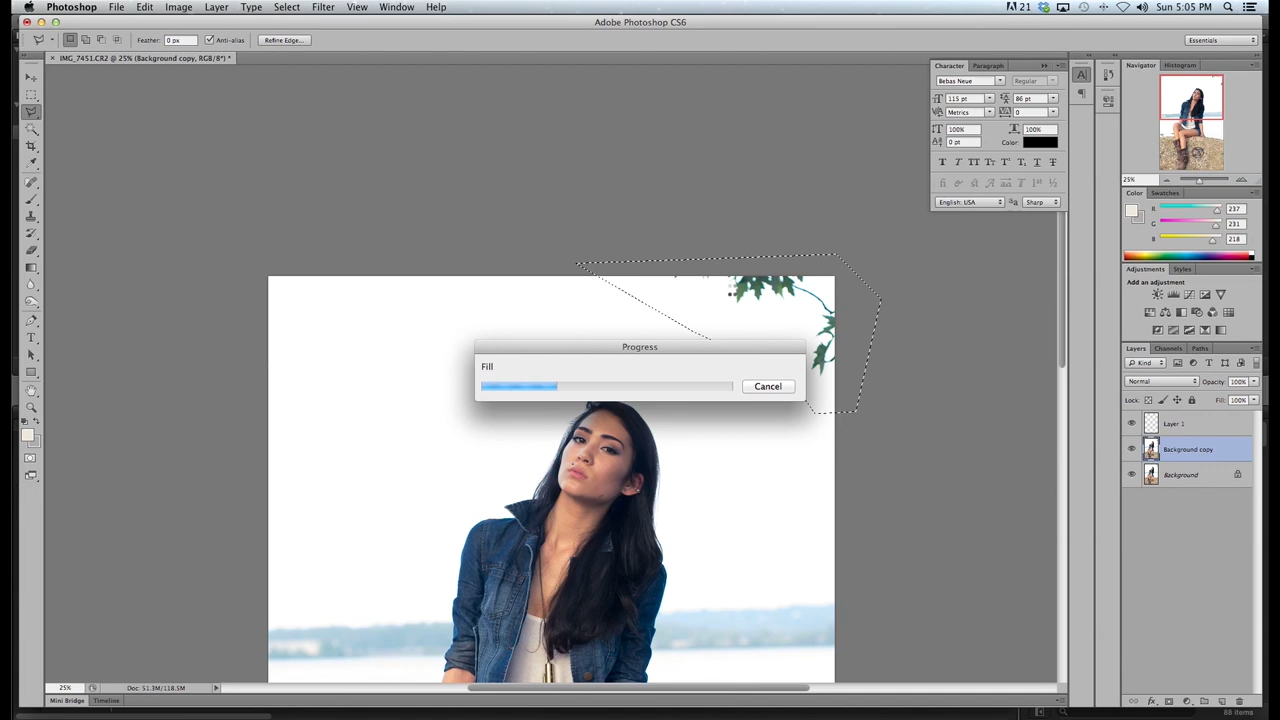 Photoshop File Edit Image Layer Type Select Filter View Window Help 21 Sun 5:05 PM
Adobe Photoshop CS6
Feather: 0 px Anti-alias Refine Edge... Essentials
IMG_7451.CR2 @ 25% (Background copy, RGB/8*) *
Character Paragraph
Bebas Neue Regular
115 pt 86 pt
Metrics 0
100% 100%
0 pt Color:
English: USA Sharp
Navigator Histogram
25%
Color Swatches
R 237
G 231
B 218
Adjustments Styles
Add an adjustment
Layers Channels Paths
Kind
Normal Opacity: 100%
Lock: Fill: 100%
Layer 1
Background copy
Background
Progress
Fill
Cancel
25% Doc: 51.3M/118.5M
Mini Bridge Timeline
88 items